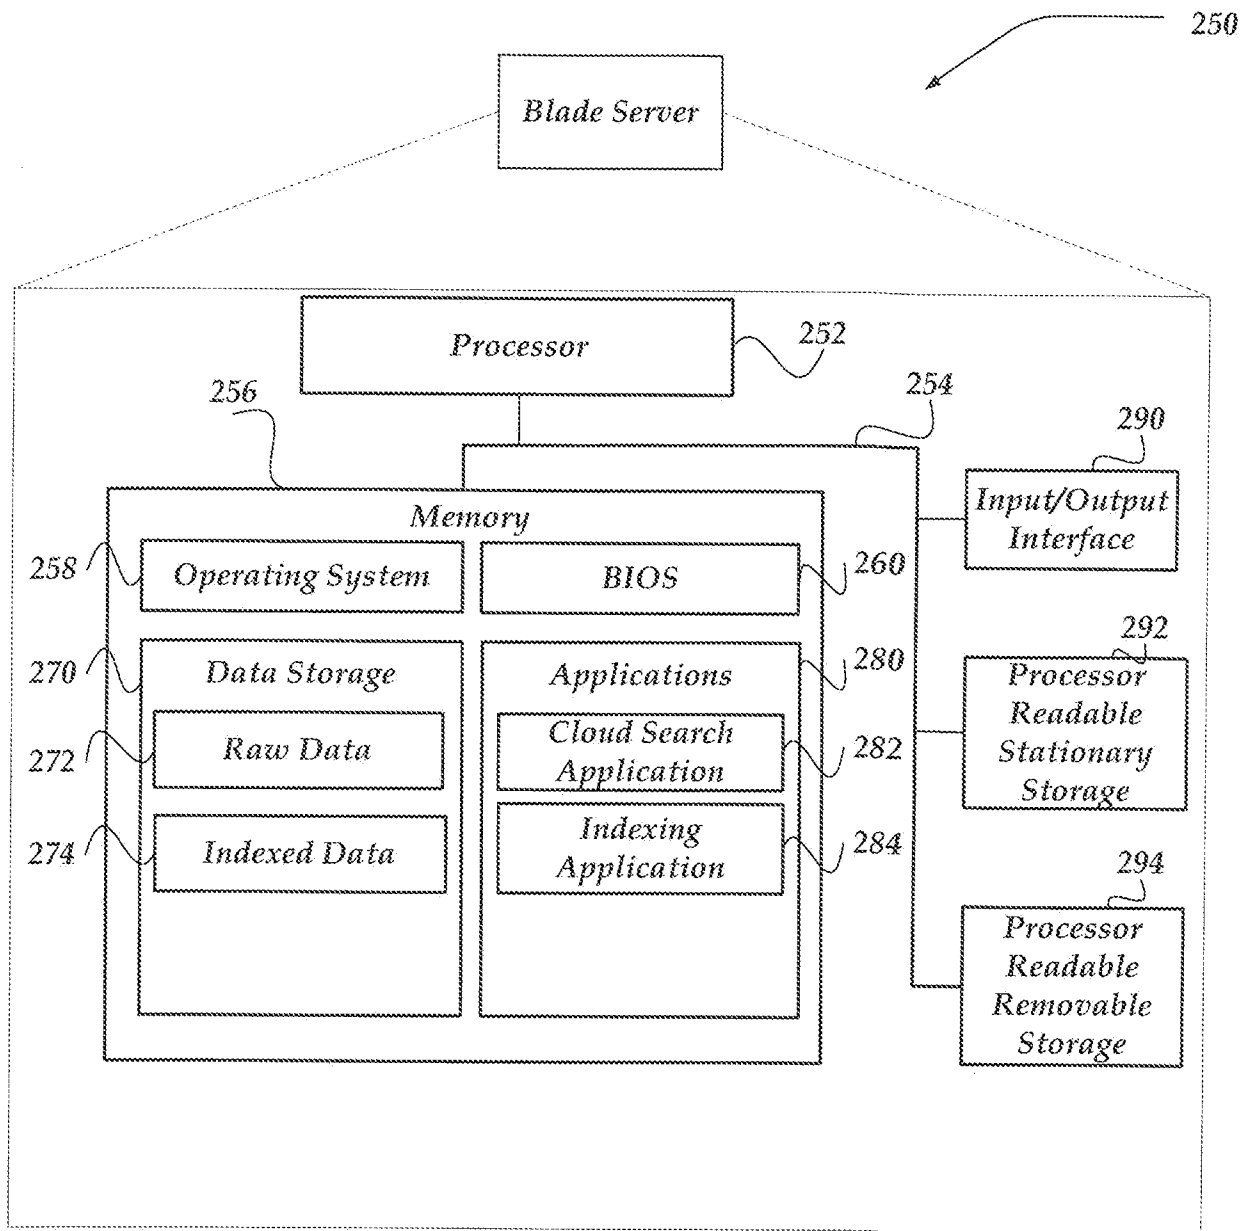 250
Blade Server
Processor
252
256
254
290
Input/Output
Interface
Memory
258
Operating System
BIOS
260
292
Processor
Readable
Stationary
Storage
270
Data Storage
Applications
280
272
Raw Data
Cloud Search
Application
282
274
Indexed Data
Indexing
Application
284
294
Processor
Readable
Removable
Storage